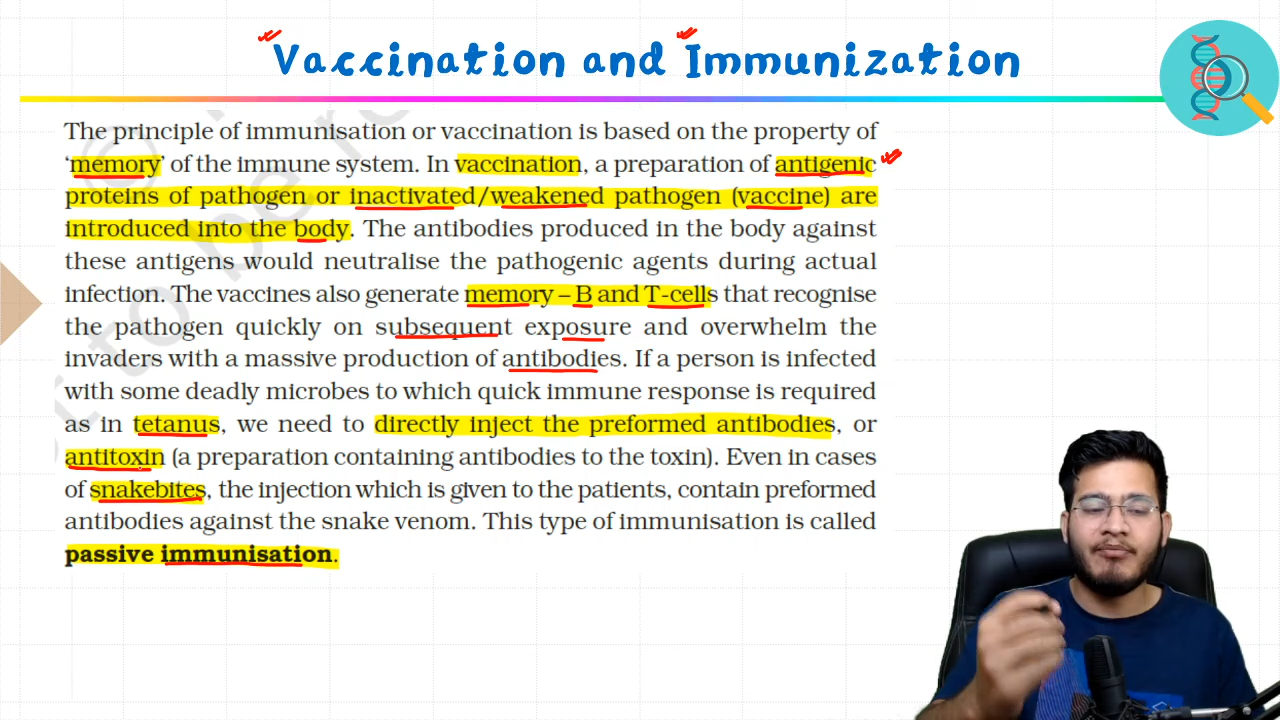 Vaccination and Immunization
The principle of immunisation or vaccination is based on the property of
‘memory’ of the immune system. In vaccination, a preparation of antigenic
proteins of pathogen or inactivated/weakened pathogen (vaccine) are
introduced into the body. The antibodies produced in the body against
these antigens would neutralise the pathogenic agents during actual
infection. The vaccines also generate memory – B and T-cells that recognise
the pathogen quickly on subsequent exposure and overwhelm the
invaders with a massive production of antibodies. If a person is infected
with some deadly microbes to which quick immune response is required
as in tetanus, we need to directly inject the preformed antibodies, or
antitoxin (a preparation containing antibodies to the toxin). Even in cases
of snakebites, the injection which is given to the patients, contain preformed
antibodies against the snake venom. This type of immunisation is called
passive immunisation.